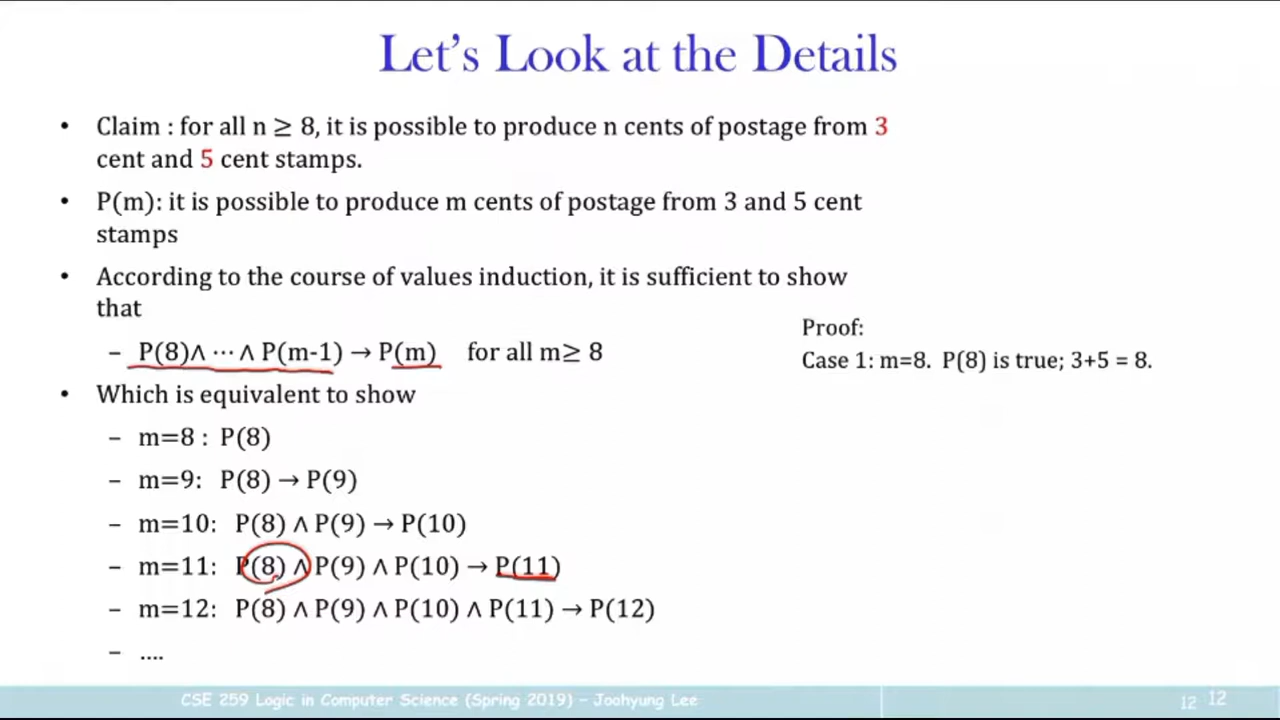 Let's Look at the Details
• Claim : for all n ≥ 8, it is possible to produce n cents of postage from 3
cent and 5 cent stamps.
• P(m): it is possible to produce m cents of postage from 3 and 5 cent
stamps
• According to the course of values induction, it is sufficient to show
that
– P(8)∧ ⋯ ∧ P(m-1) → P(m) for all m≥ 8
• Which is equivalent to show
– m=8 : P(8)
– m=9: P(8) → P(9)
– m=10: P(8) ∧ P(9) → P(10)
– m=11: P(8) ∧ P(9) ∧ P(10) → P(11)
– m=12: P(8) ∧ P(9) ∧ P(10) ∧ P(11) → P(12)
– ....
Proof:
Case 1: m=8. P(8) is true; 3+5 = 8.
CSE 259 Logic in Computer Science (Spring 2019) – Joohyung Lee
12 12